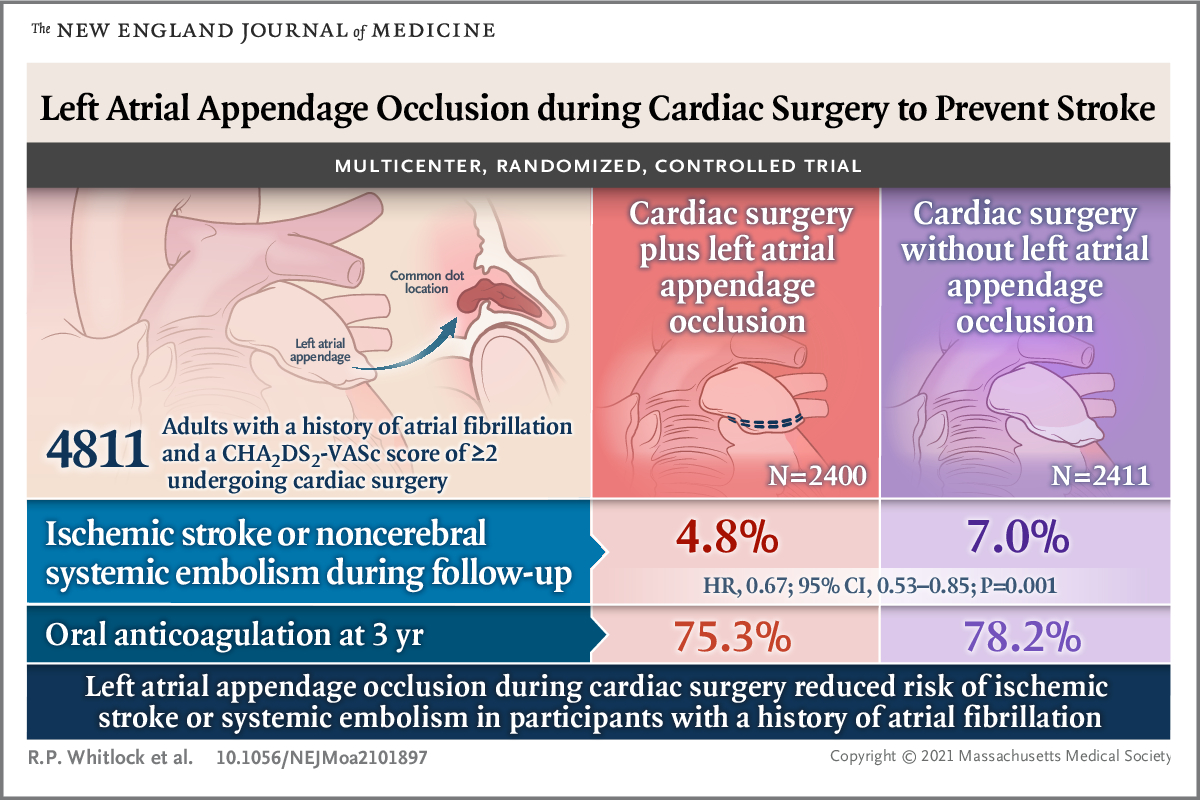 The NEW ENGLAND JOURNAL of MEDICINE
Left Atrial Appendage Occlusion during Cardiac Surgery to Prevent Stroke
MULTICENTER, RANDOMIZED, CONTROLLED TRIAL
Common clot
location
Left atrial
appendage
4811
Adults with a history of atrial fibrillation
and a CHA₂DS₂-VASc score of ≥2
undergoing cardiac surgery
Cardiac surgery
plus left atrial
appendage
occlusion
N=2400
Cardiac surgery
without left atrial
appendage
occlusion
N=2411
Ischemic stroke or noncerebral
systemic embolism during follow-up
4.8%
7.0%
HR, 0.67; 95% CI, 0.53–0.85; P=0.001
Oral anticoagulation at 3 yr
75.3%
78.2%
Left atrial appendage occlusion during cardiac surgery reduced risk of ischemic
stroke or systemic embolism in participants with a history of atrial fibrillation
R.P. Whitlock et al. 10.1056/NEJMoa2101897
Copyright © 2021 Massachusetts Medical Society